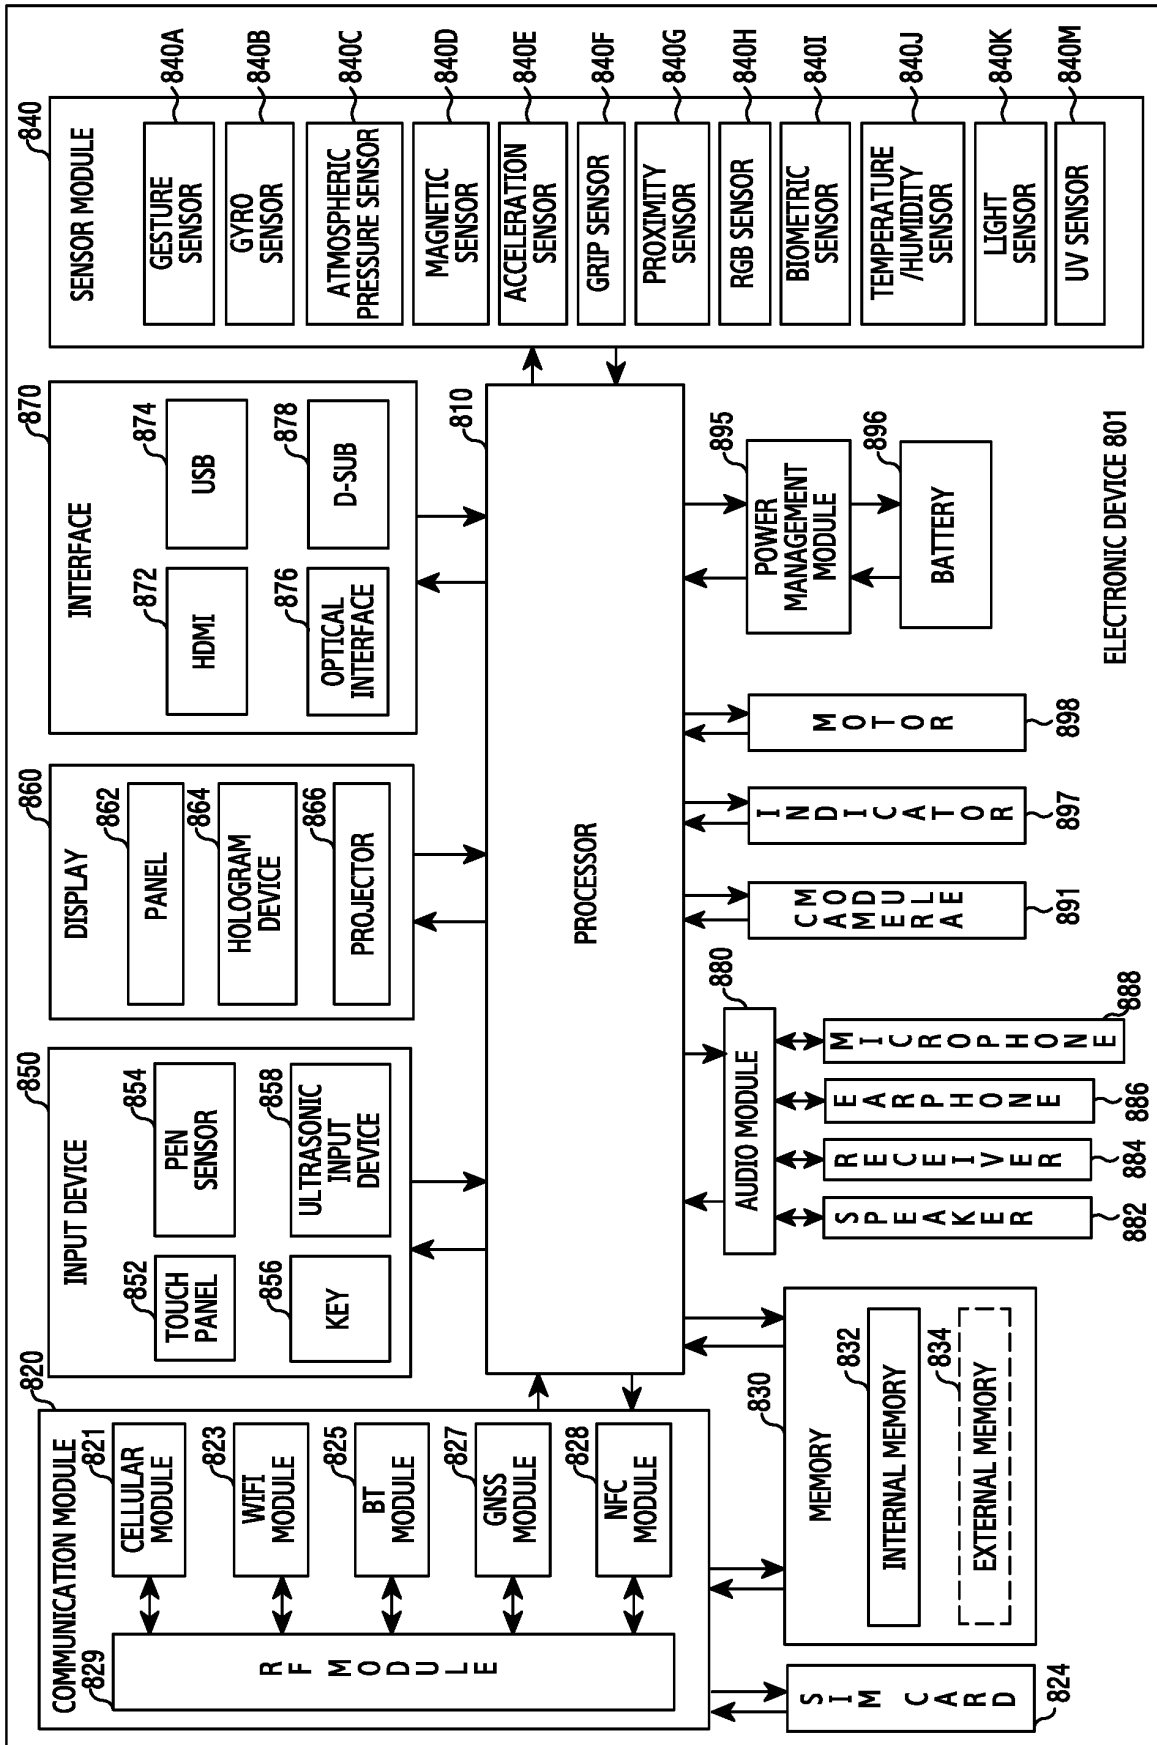 COMMUNICATION MODULE
820
829
RF MODULE
821
CELLULAR
MODULE
823
WIFI
MODULE
825
BT
MODULE
827
GNSS
MODULE
828
NFC
MODULE
SIM CARD
824
INPUT DEVICE
850
852
TOUCH
PANEL
854
PEN
SENSOR
856
KEY
858
ULTRASONIC
INPUT
DEVICE
DISPLAY
860
862
PANEL
864
HOLOGRAM
DEVICE
866
PROJECTOR
INTERFACE
870
872
HDMI
874
USB
876
OPTICAL
INTERFACE
878
D-SUB
SENSOR MODULE
840
GESTURE
SENSOR
840A
GYRO
SENSOR
840B
ATMOSPHERIC
PRESSURE SENSOR
840C
MAGNETIC
SENSOR
840D
ACCELERATION
SENSOR
840E
GRIP SENSOR
840F
PROXIMITY
SENSOR
840G
RGB SENSOR
840H
BIOMETRIC
SENSOR
840I
TEMPERATURE
/HUMIDITY
SENSOR
840J
LIGHT
SENSOR
840K
UV SENSOR
840M
PROCESSOR
810
830
MEMORY
832
INTERNAL MEMORY
834
EXTERNAL MEMORY
880
AUDIO MODULE
SPEAKER
882
RECEIVER
884
EARPHONE
886
MICROPHONE
888
CAMERA
MODULE
891
INDICATOR
897
MOTOR
898
895
POWER
MANAGEMENT
MODULE
896
BATTERY
ELECTRONIC DEVICE 801